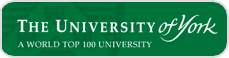 THE UNIVERSITY of York
A WORLD TOP 100 UNIVERSITY